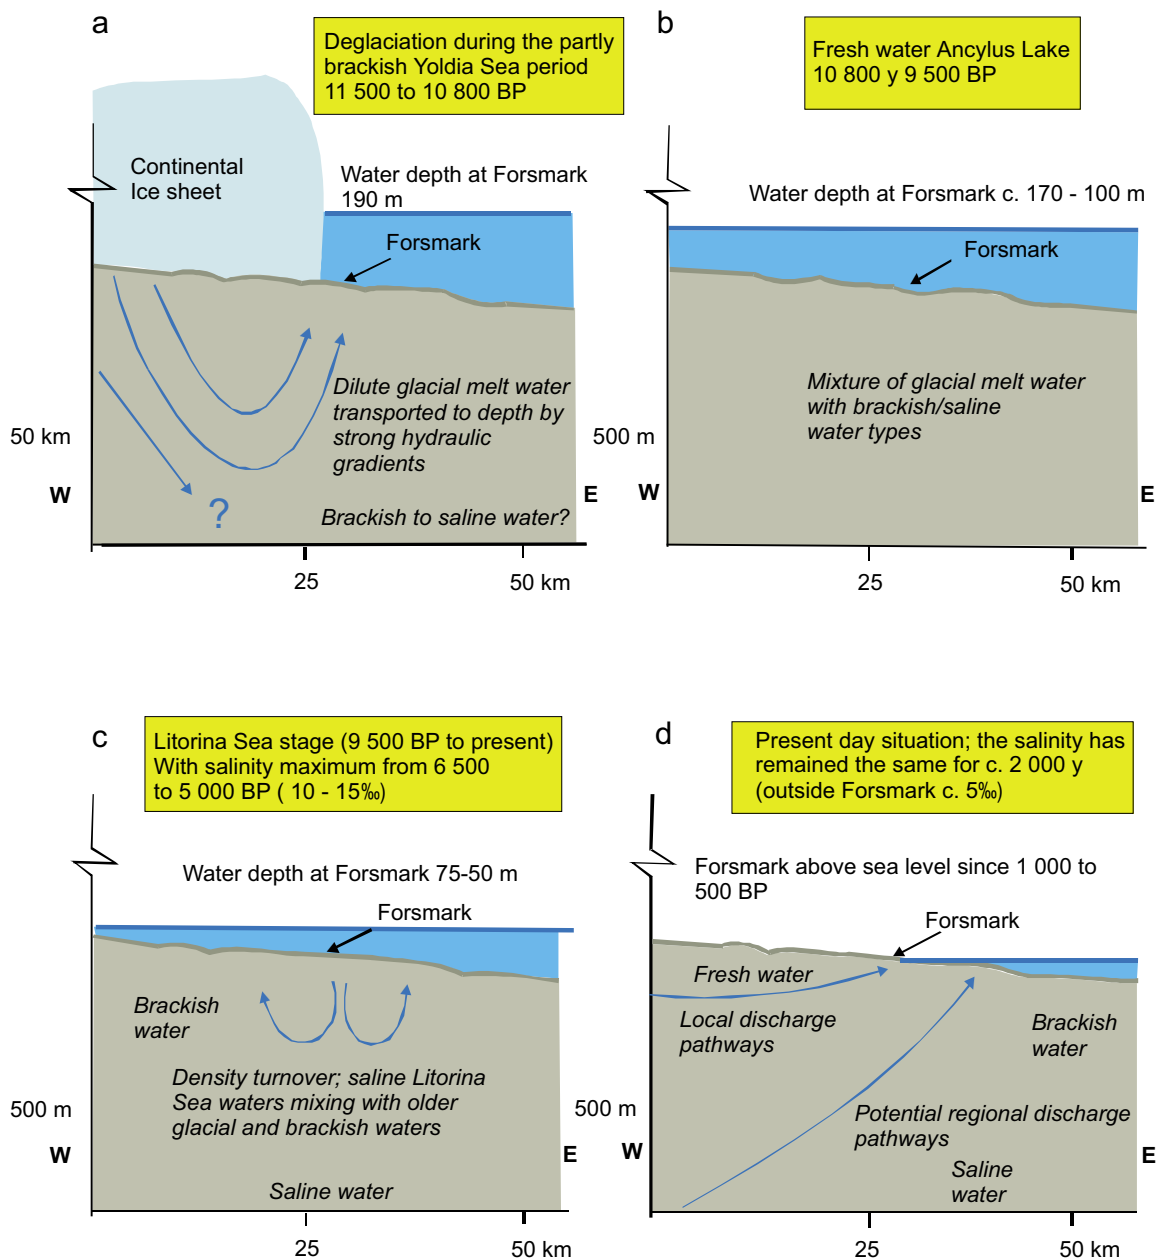 a
Deglaciation during the partly
brackish Yoldia Sea period
11 500 to 10 800 BP
Continental
Ice sheet
Water depth at Forsmark
190 m
Forsmark
Dilute glacial melt water
transported to depth by
strong hydraulic
gradients
50 km
W
E
?
Brackish to saline water?
25
50 km
b
Fresh water Ancylus Lake
10 800 y 9 500 BP
Water depth at Forsmark c. 170 - 100 m
Forsmark
Mixture of glacial melt water
with brackish/saline
water types
500 m
W
E
25
50 km
c
Litorina Sea stage (9 500 BP to present)
With salinity maximum from 6 500
to 5 000 BP ( 10 - 15‰)
Water depth at Forsmark 75-50 m
Forsmark
Brackish
water
Density turnover; saline Litorina
Sea waters mixing with older
glacial and brackish waters
500 m
W
E
Saline water
25
50 km
d
Present day situation; the salinity has
remained the same for c. 2 000 y
(outside Forsmark c. 5‰)
Forsmark above sea level since 1 000 to
500 BP
Forsmark
Fresh water
Local discharge
pathways
Brackish
water
500 m
Potential regional discharge
pathways
W
E
Saline
water
25
50 km